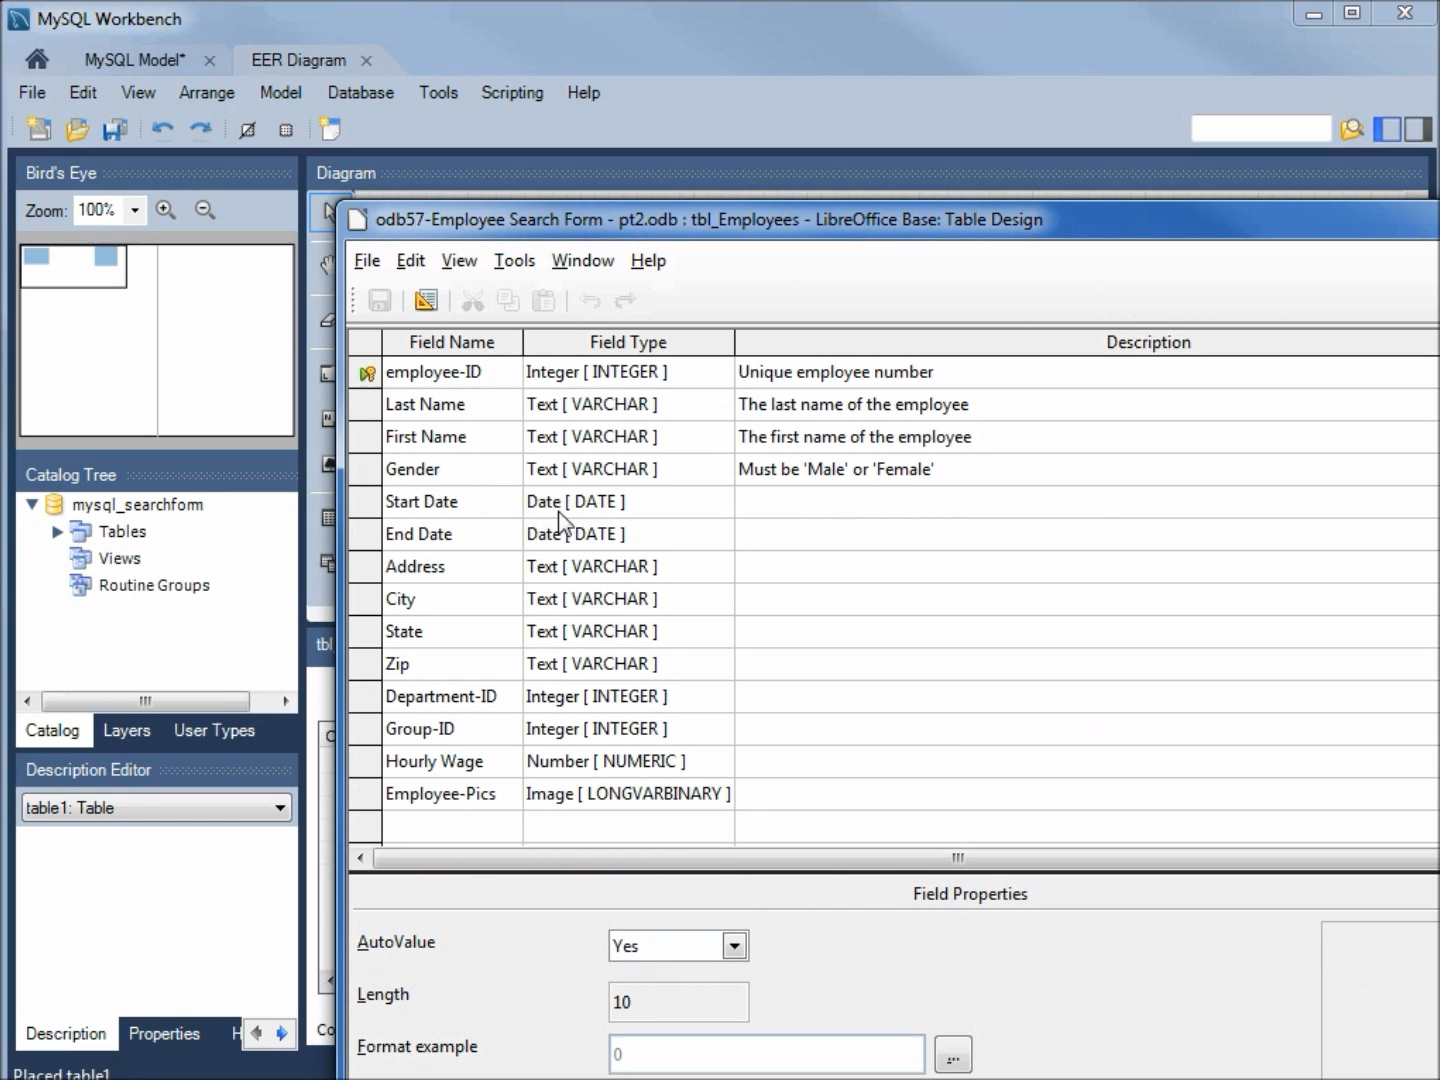 MySQL Workbench
MySQL Model* EER Diagram
File Edit View Arrange Model Database Tools Scripting Help
Bird's Eye
Zoom: 100%
Diagram
odb57-Employee Search Form - pt2.odb : tbl_Employees - LibreOffice Base: Table Design
File Edit View Tools Window Help
Field Name Field Type Description
employee-ID Integer [ INTEGER ] Unique employee number
Last Name Text [ VARCHAR ] The last name of the employee
First Name Text [ VARCHAR ] The first name of the employee
Gender Text [ VARCHAR ] Must be 'Male' or 'Female'
Start Date Date [ DATE ]
End Date Date [ DATE ]
Address Text [ VARCHAR ]
City Text [ VARCHAR ]
State Text [ VARCHAR ]
Zip Text [ VARCHAR ]
Department-ID Integer [ INTEGER ]
Group-ID Integer [ INTEGER ]
Hourly Wage Number [ NUMERIC ]
Employee-Pics Image [ LONGVARBINARY ]
Catalog Tree
mysql_searchform
Tables
Views
Routine Groups
Catalog Layers User Types
Description Editor
table1: Table
Description Properties H
Placed table1
tbl
Co
Field Properties
AutoValue Yes
Length 10
Format example 0
...